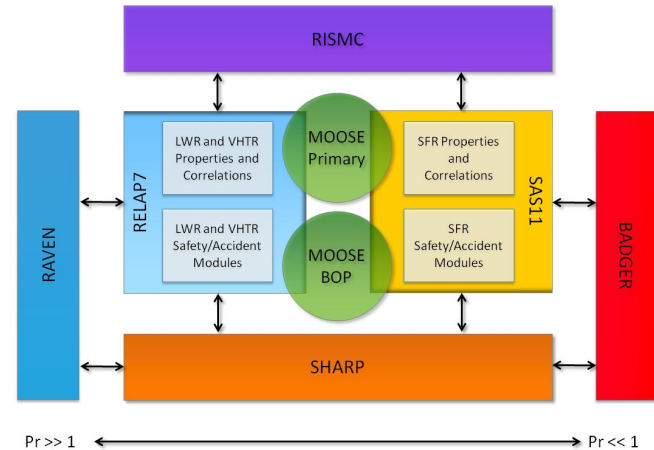 RISMC
RAVEN
RELAP7
LWR and VHTR
Properties and
Correlations
LWR and VHTR
Safety/Accident
Modules
MOOSE
Primary
MOOSE
BOP
SFR Properties
and
Correlations
SFR
Safety/Accident
Modules
SAS11
BADGER
SHARP
Pr >> 1
Pr << 1